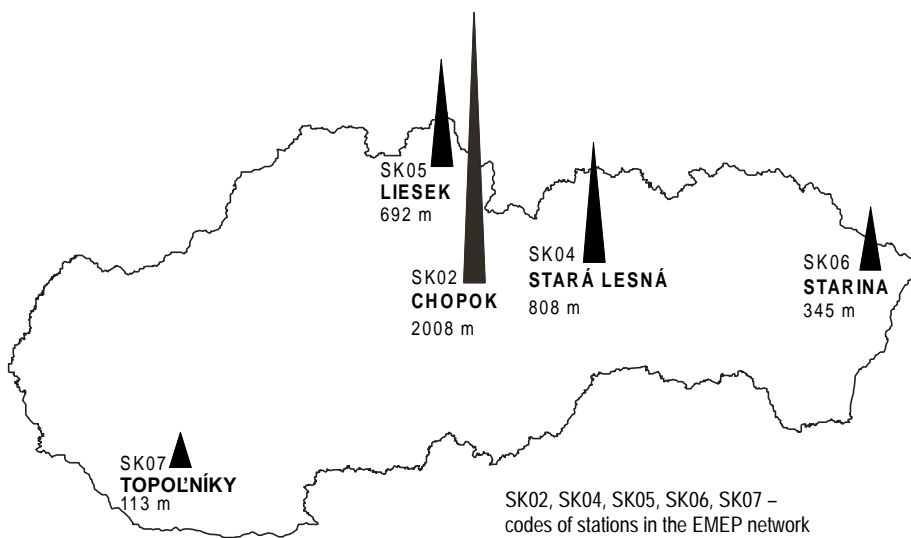 SK05
LIESEK
692 m
SK02
CHOPOK
2008 m
SK04
STARÁ LESNÁ
808 m
SK06
STARINA
345 m
SK07
TOPOĽNÍKY
113 m
SK02, SK04, SK05, SK06, SK07 –
codes of stations in the EMEP network